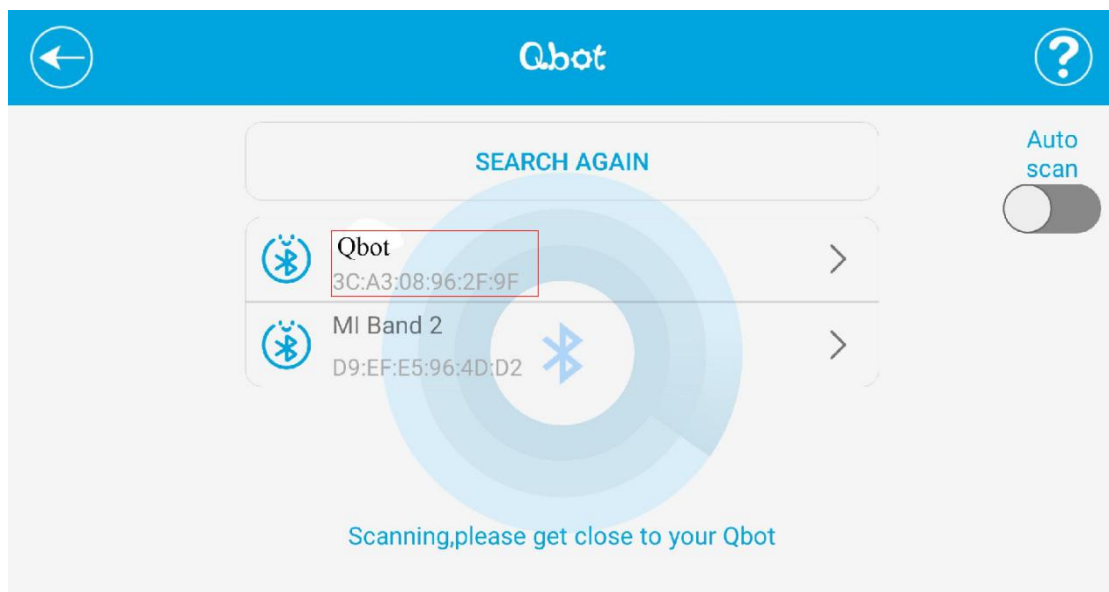 Qbot
?
Auto
scan
SEARCH AGAIN
Qbot
3C:A3:08:96:2F:9F
MI Band 2
D9:EF:E5:96:4D:D2
Scanning,please get close to your Qbot